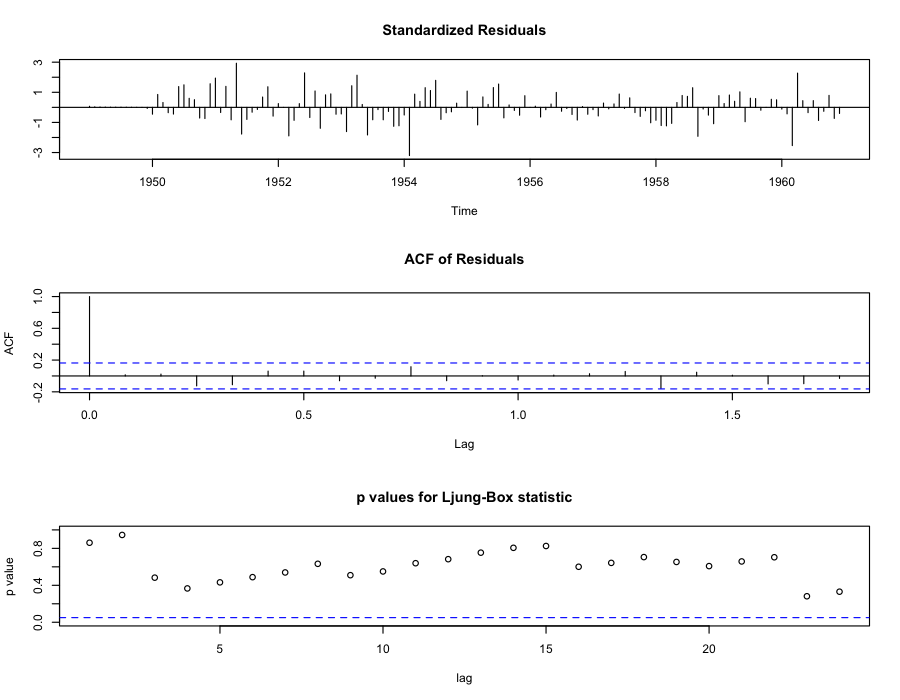 Standardized Residuals
3
1
-1
-3
1950 1952 1954 1956 1958 1960
Time
ACF of Residuals
ACF
1.0
0.6
0.2
-0.2
0.0 0.5 1.0 1.5
Lag
p values for Ljung-Box statistic
p value
0.8
0.4
0.0
5 10 15 20
lag